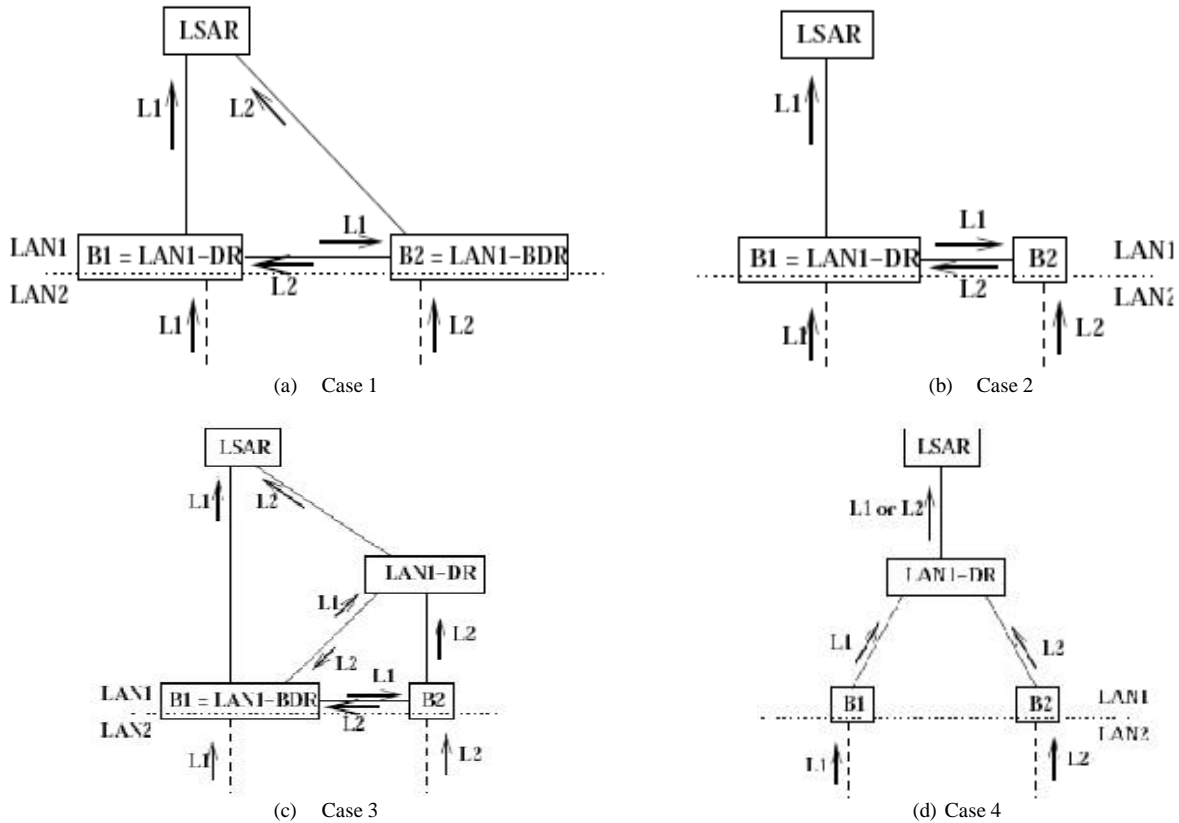 LSAR
L1
L2
L1
LAN1
B1 = LAN1-DR
B2 = LAN1-BDR
L2
LAN2
L1
L2
(a) Case 1
LSAR
L1
L1
B1 = LAN1-DR
B2
LAN1
L2
LAN2
L1
L2
(b) Case 2
LSAR
L1
L2
LAN1-DR
L1
L2
L2
L1
LAN1
B1 = LAN1-BDR
B2
LAN2
L2
L1
L2
(c) Case 3
LSAR
L1 or L2
LAN1-DR
L1
L2
B1
B2
LAN1
LAN2
L1
L2
(d) Case 4